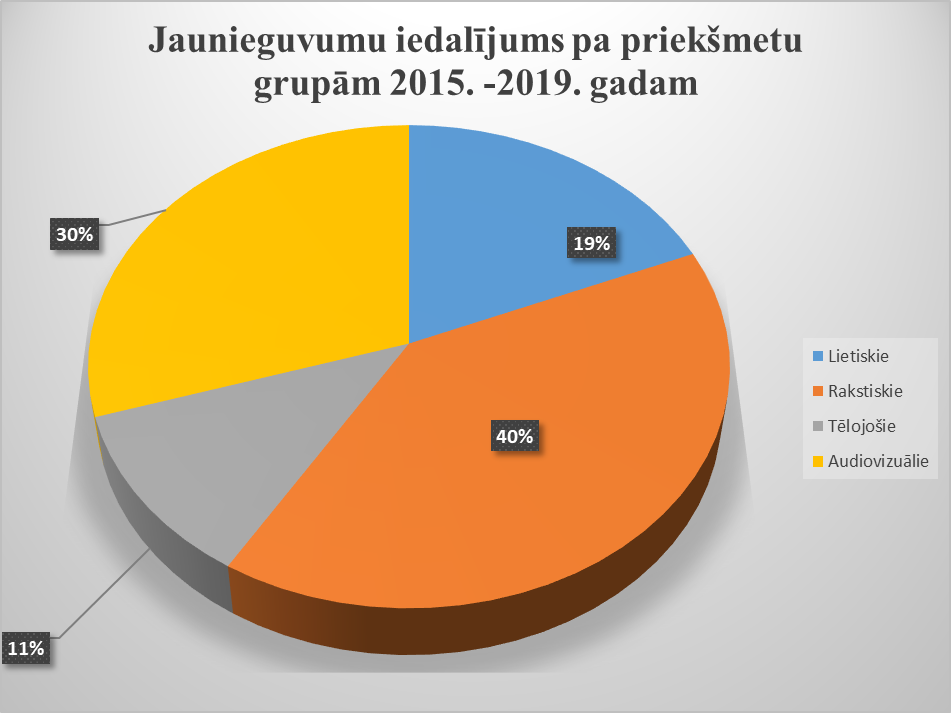 Jaunieguvumu iedalījums pa priekšmetu
grupām 2015. -2019. gadam
30%
19%
40%
11%
Lietiskie
Rakstiskie
Tēlojošie
Audiovizuālie